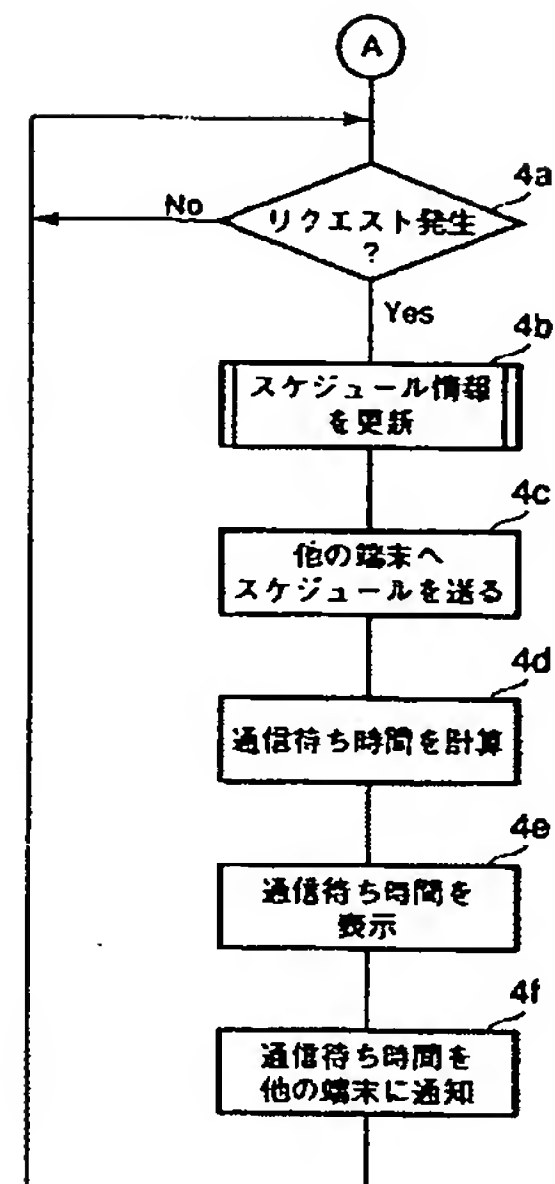 A
4a
No
リクエスト発生
?
Yes
4b
スケジュール情報
を更新
4c
他の端末へ
スケジュールを送る
4d
通信待ち時間を計算
4e
通信待ち時間を
表示
4f
通信待ち時間を
他の端末に通知